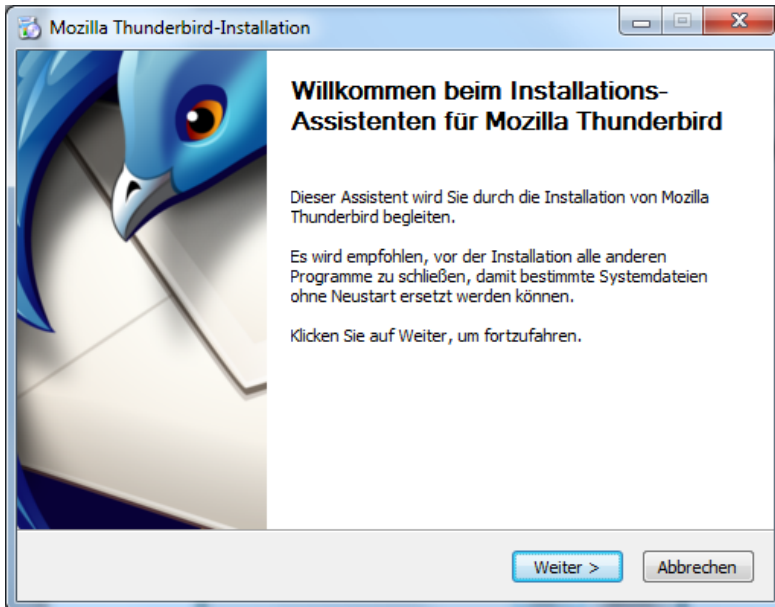 Mozilla Thunderbird-Installation
Willkommen beim Installations-
Assistenten für Mozilla Thunderbird
Dieser Assistent wird Sie durch die Installation von Mozilla
Thunderbird begleiten.
Es wird empfohlen, vor der Installation alle anderen
Programme zu schließen, damit bestimmte Systemdateien
ohne Neustart ersetzt werden können.
Klicken Sie auf Weiter, um fortzufahren.
Weiter > Abbrechen